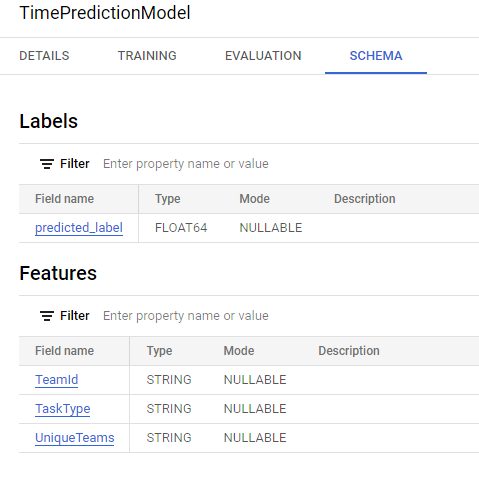 TimePredictionModel
DETAILS TRAINING EVALUATION SCHEMA
Labels
Filter Enter property name or value
Field name Type Mode Description
predicted_label FLOAT64 NULLABLE
Features
Filter Enter property name or value
Field name Type Mode Description
TeamId STRING NULLABLE
TaskType STRING NULLABLE
UniqueTeams STRING NULLABLE